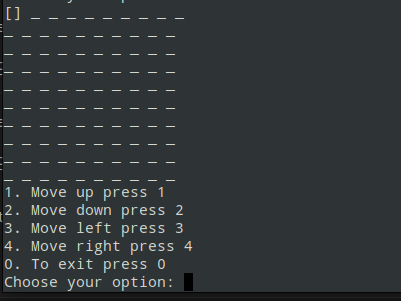 [] _ _ _ _ _ _ _ _ _
_ _ _ _ _ _ _ _ _ _
_ _ _ _ _ _ _ _ _ _
_ _ _ _ _ _ _ _ _ _
_ _ _ _ _ _ _ _ _ _
_ _ _ _ _ _ _ _ _ _
_ _ _ _ _ _ _ _ _ _
_ _ _ _ _ _ _ _ _ _
_ _ _ _ _ _ _ _ _ _
_ _ _ _ _ _ _ _ _ _
1. Move up press 1
2. Move down press 2
3. Move left press 3
4. Move right press 4
0. To exit press 0
Choose your option: